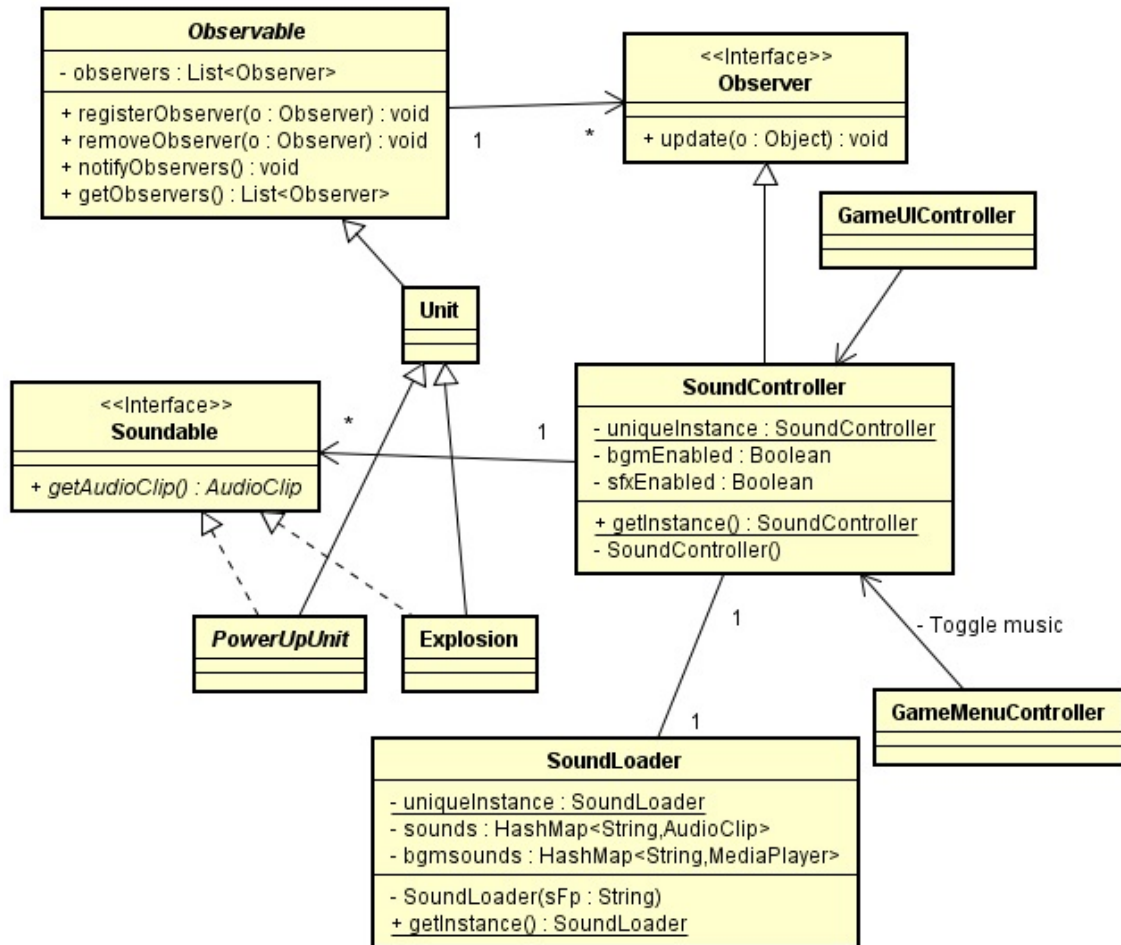 Observable
- observers : List<Observer>
+ registerObserver(o : Observer) : void
+ removeObserver(o : Observer) : void
+ notifyObservers() : void
+ getObservers() : List<Observer>
<<Interface>>
Observer
+ update(o : Object) : void
1
*
GameUIController
Unit
<<Interface>>
Soundable
+ getAudioClip() : AudioClip
*
1
SoundController
- uniqueInstance : SoundController
- bgmEnabled : Boolean
- sfxEnabled : Boolean
+ getInstance() : SoundController
- SoundController()
PowerUpUnit
Explosion
1
- Toggle music
GameMenuController
1
SoundLoader
- uniqueInstance : SoundLoader
- sounds : HashMap<String,AudioClip>
- bgmsounds : HashMap<String,MediaPlayer>
- SoundLoader(sFp : String)
+ getInstance() : SoundLoader